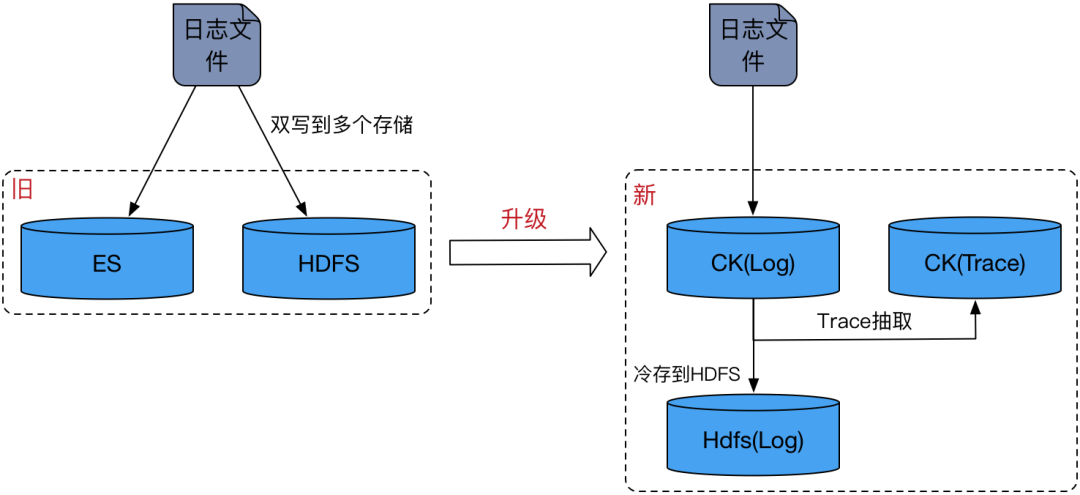 日志文
件
双写到多个存储
旧
ES
HDFS
升级
日志文
件
新
CK(Log)
CK(Trace)
Trace抽取
冷存到HDFS
Hdfs(Log)